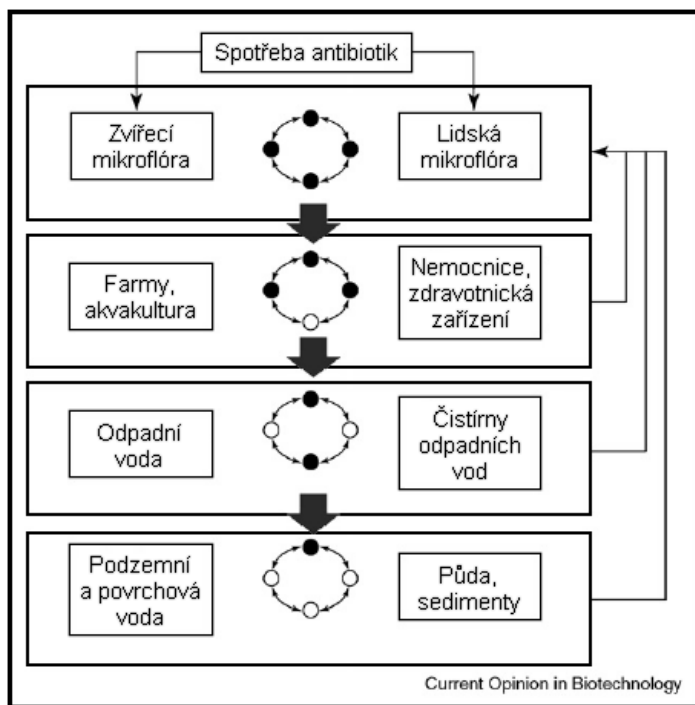 Spotřeba antibiotik
Zvířecí
mikroflóra
Lidská
mikroflóra
Farmy,
akvakultura
Nemocnice,
zdravotnická
zařízení
Odpadní
voda
Čistírny
odpadních
vod
Podzemní
a povrchová
voda
Půda,
sedimenty
Current Opinion in Biotechnology